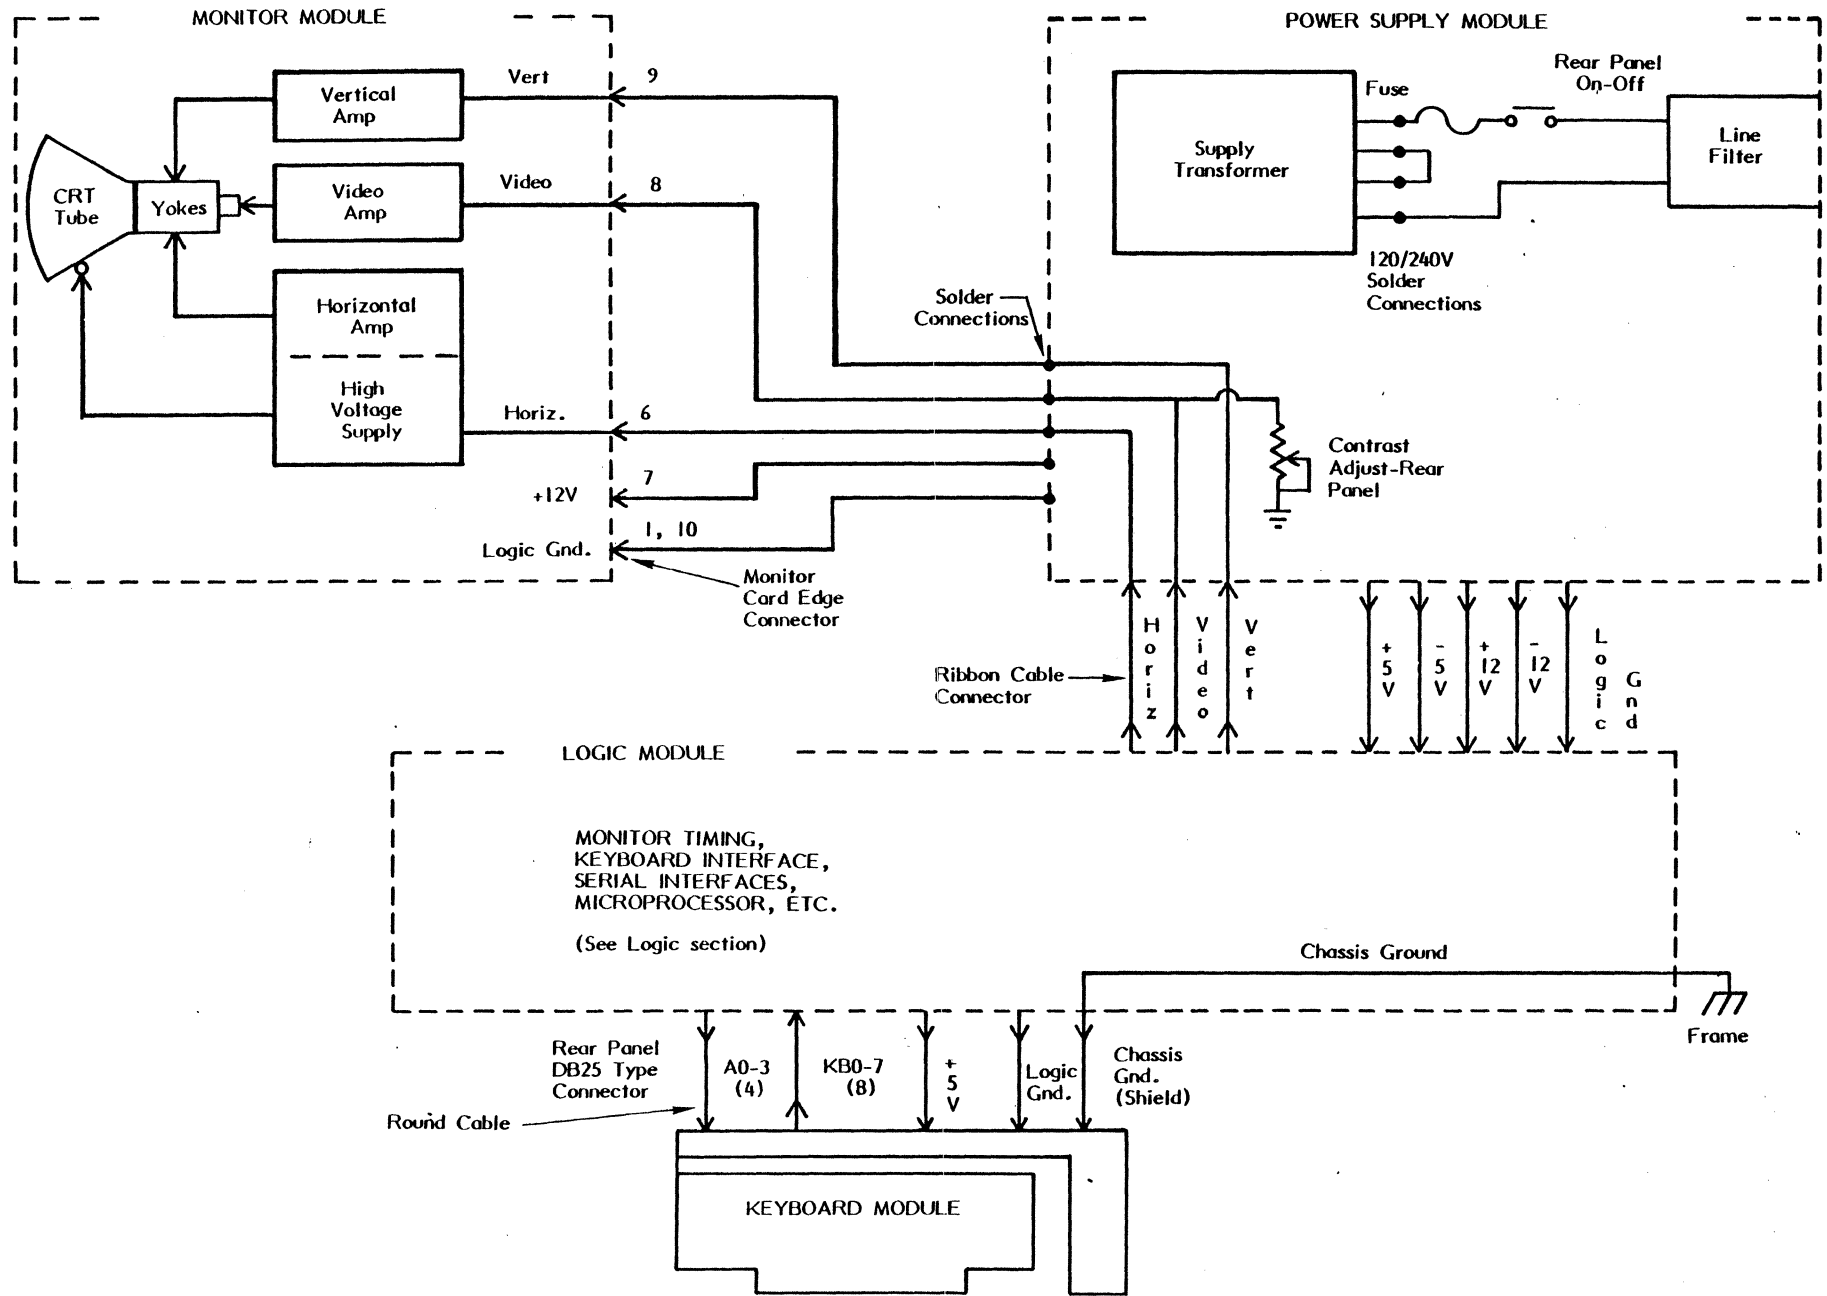 MONITOR MODULE
Vertical
Amp
Vert
9
CRT
Tube
Yokes
Video
Amp
Video
8
Horizontal
Amp
High
Voltage
Supply
Horiz.
6
+12V
7
Logic Gnd.
1, 10
Monitor
Card Edge
Connector
Solder
Connections
POWER SUPPLY MODULE
Supply
Transformer
Fuse
Rear Panel
On-Off
Line
Filter
120/240V
Solder
Connections
Contrast
Adjust-Rear
Panel
Ribbon Cable
Connector
Horiz
Video
Vert
+5V
-5V
+12V
-12V
Logic
Gnd
LOGIC MODULE
MONITOR TIMING,
KEYBOARD INTERFACE,
SERIAL INTERFACES,
MICROPROCESSOR, ETC.
(See Logic section)
Chassis Ground
Frame
Rear Panel
DB25 Type
Connector
Round Cable
A0-3
(4)
KB0-7
(8)
+5V
Logic
Gnd.
Chassis
Gnd.
(Shield)
KEYBOARD MODULE